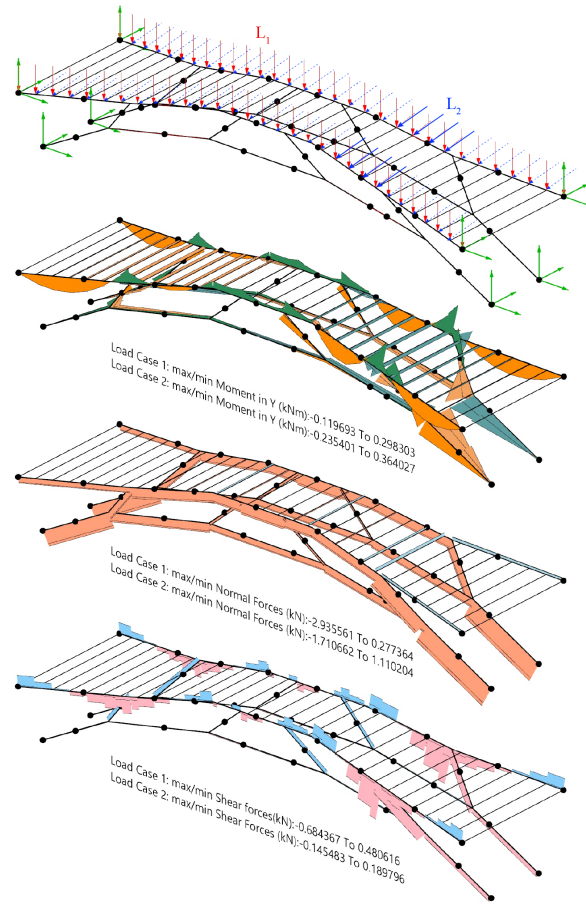 L1
L2
Load Case 1: max/min Moment in Y (kNm):-0.119693 To 0.298303
Load Case 2: max/min Moment in Y (kNm):-0.235401 To 0.364027
Load Case 1: max/min Normal Forces (kN):-2.935561 To 0.277364
Load Case 2: max/min Normal Forces (kN):-1.710662 To 1.110204
Load Case 1: max/min Shear forces(kN):-0.684367 To 0.480616
Load Case 2: max/min Shear Forces (kN):-0.145483 To 0.189796